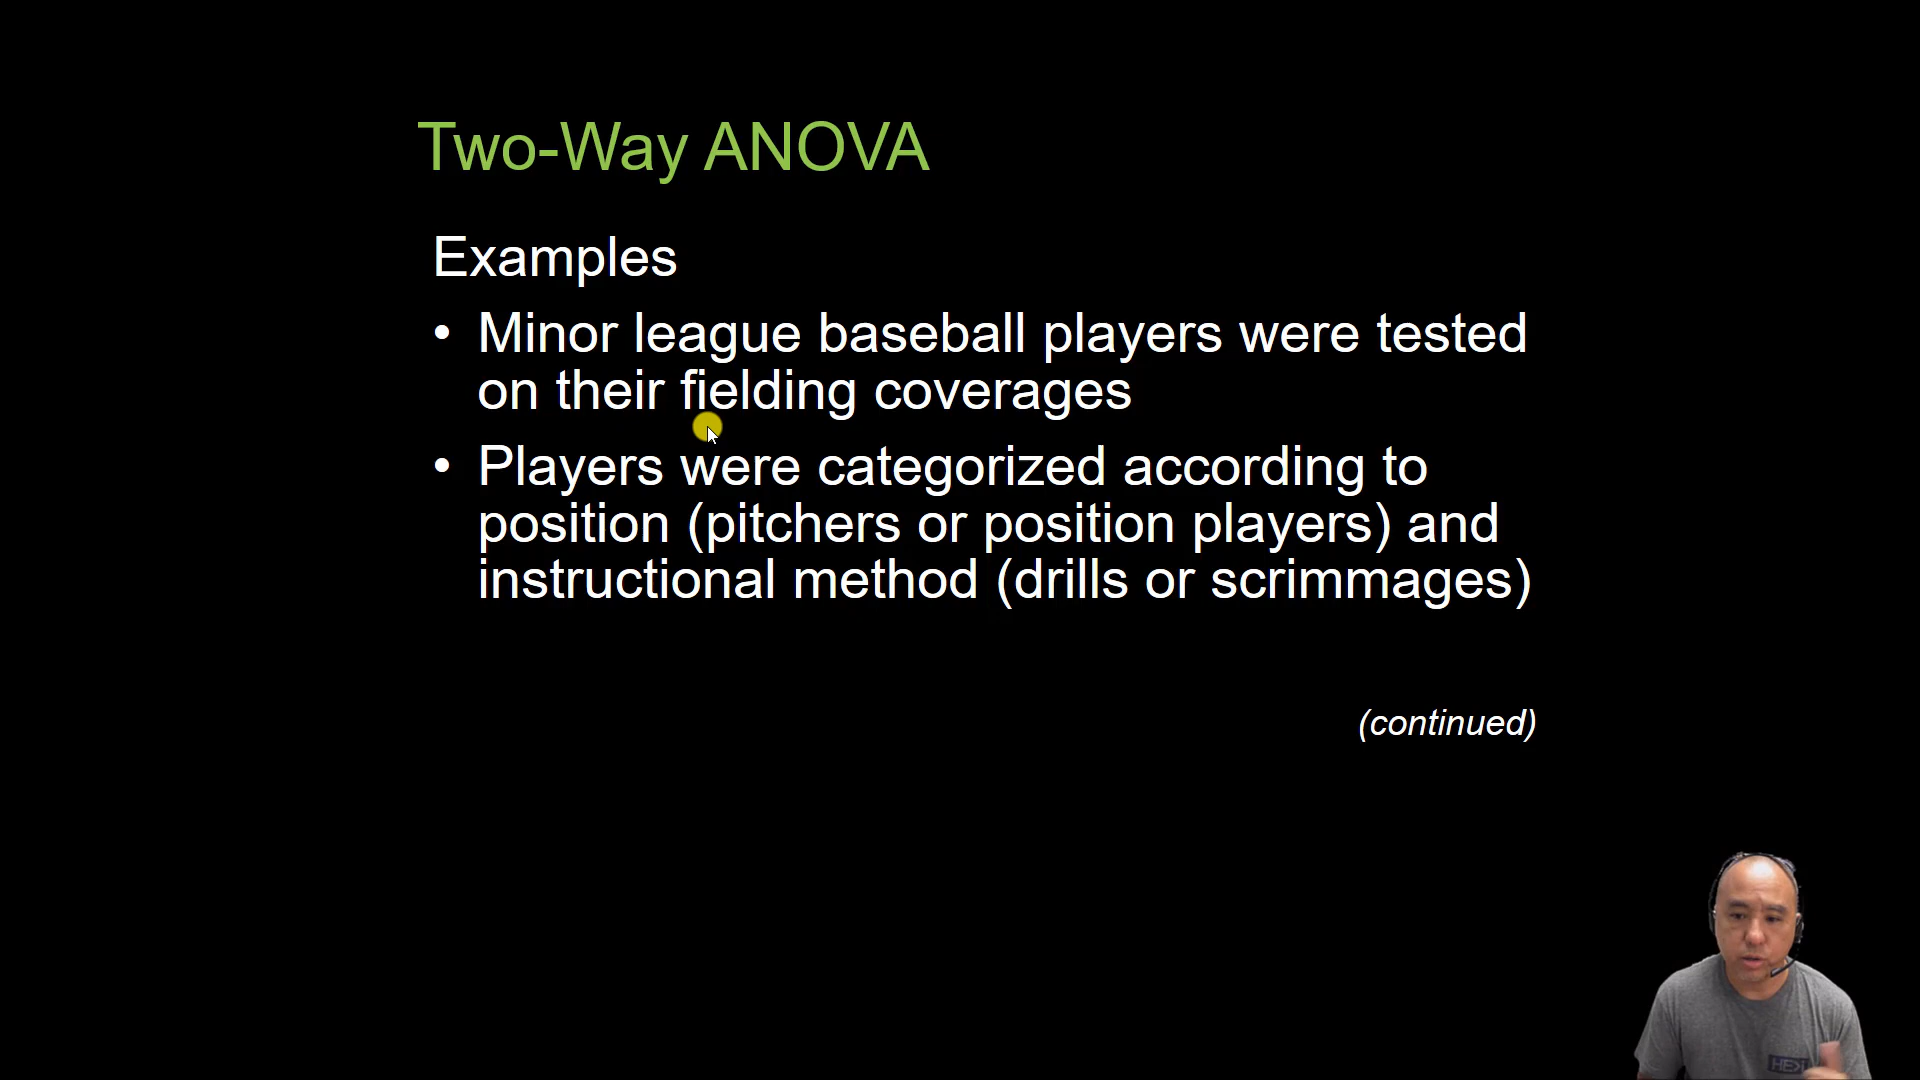 Two-Way ANOVA
Examples
• Minor league baseball players were tested
on their fielding coverages
• Players were categorized according to
position (pitchers or position players) and
instructional method (drills or scrimmages)
(continued)